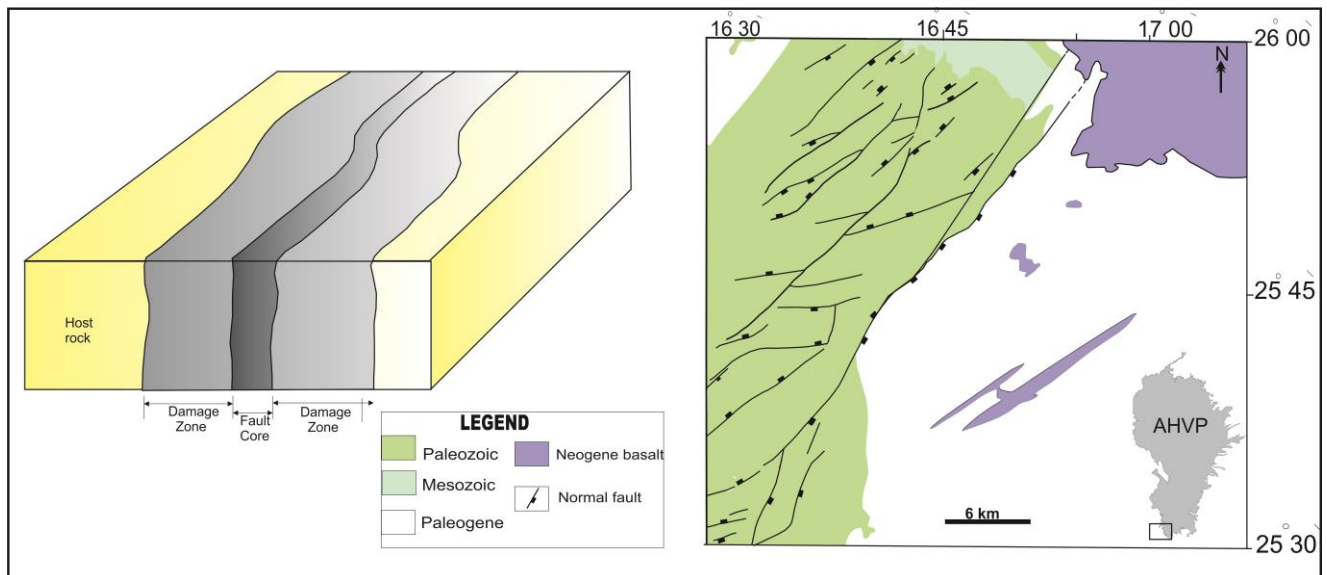 Host
rock
Damage
Zone
Fault
Core
Damage
Zone
LEGEND
Paleozoic
Neogene basalt
Mesozoic
Normal fault
Paleogene
16 30
16 45
17 00
26 00
N
25 45
AHVP
6 km
25 30